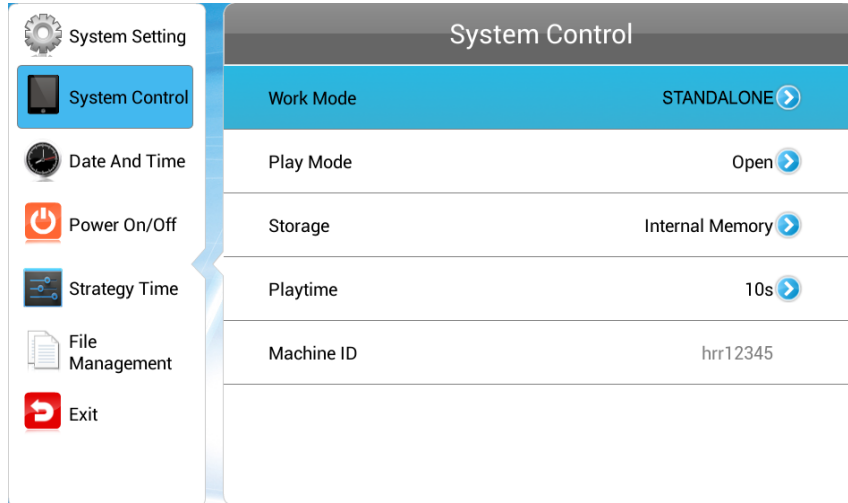 System Setting
System Control
Date And Time
Power On/Off
Strategy Time
File
Management
Exit
System Control
Work Mode STANDALONE
Play Mode Open
Storage Internal Memory
Playtime 10s
Machine ID hrr12345